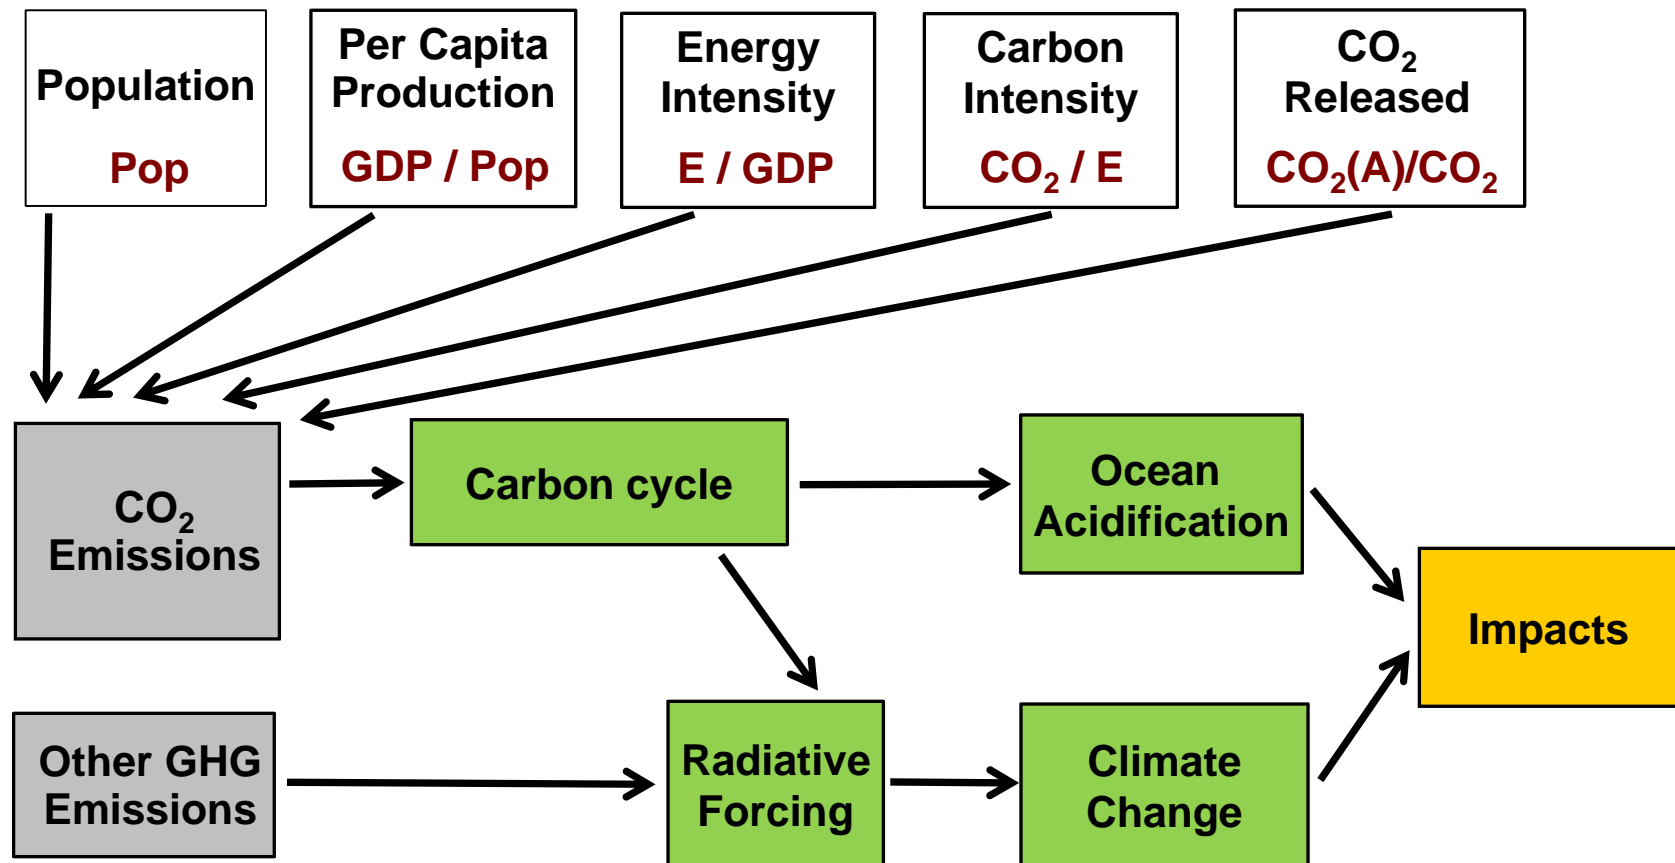 Population
Pop
Per Capita
Production
GDP / Pop
Energy
Intensity
E / GDP
Carbon
Intensity
CO₂ / E
CO₂
Released
CO₂(A)/CO₂
CO₂
Emissions
Carbon cycle
Ocean
Acidification
Impacts
Other GHG
Emissions
Radiative
Forcing
Climate
Change